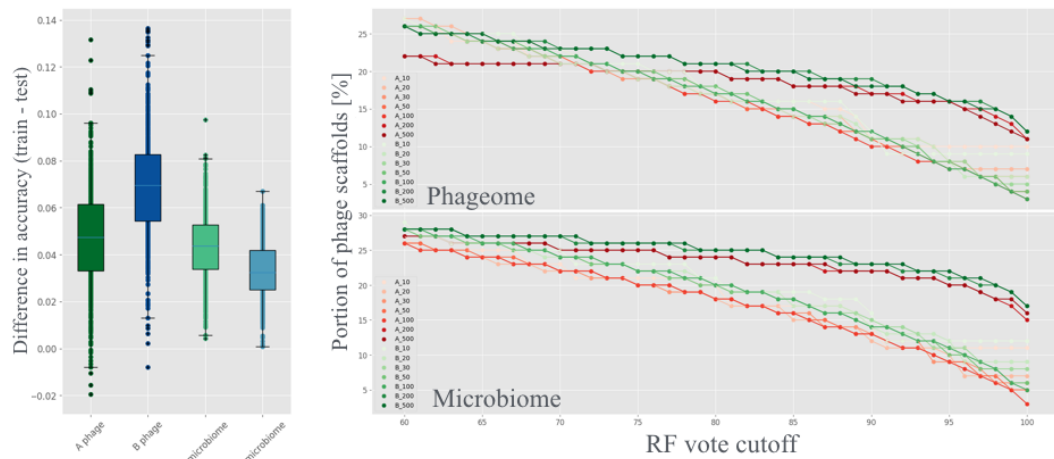 Difference in accuracy (train - test)
0.14
0.12
0.10
0.08
0.06
0.04
0.02
0.00
−0.02
A phage
B phage
microbiome
microbiome
Portion of phage scaffolds [%]
25
20
15
10
5
A_10
A_20
A_30
A_50
A_100
A_200
A_500
B_10
B_20
B_30
B_50
B_100
B_200
B_500
Phageome
30
25
20
15
10
5
A_10
A_20
A_30
A_50
A_100
A_200
A_500
B_10
B_20
B_30
B_50
B_100
B_200
B_500
Microbiome
60 65 70 75 80 85 90 95 100
RF vote cutoff